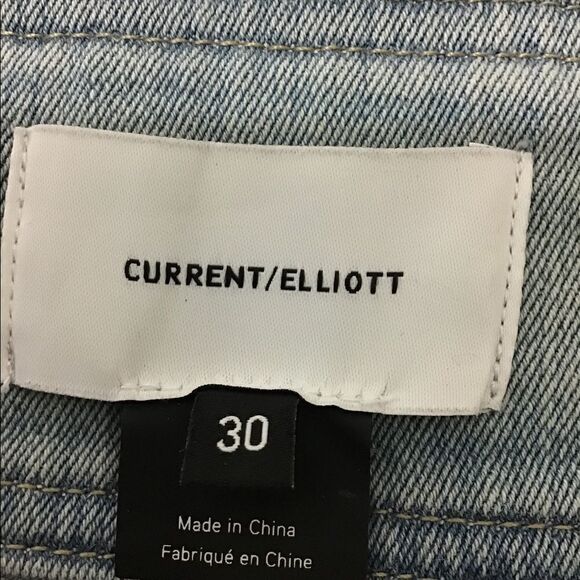 CURRENT/ELLIOTT
30
Made in China
Fabriqué en Chine